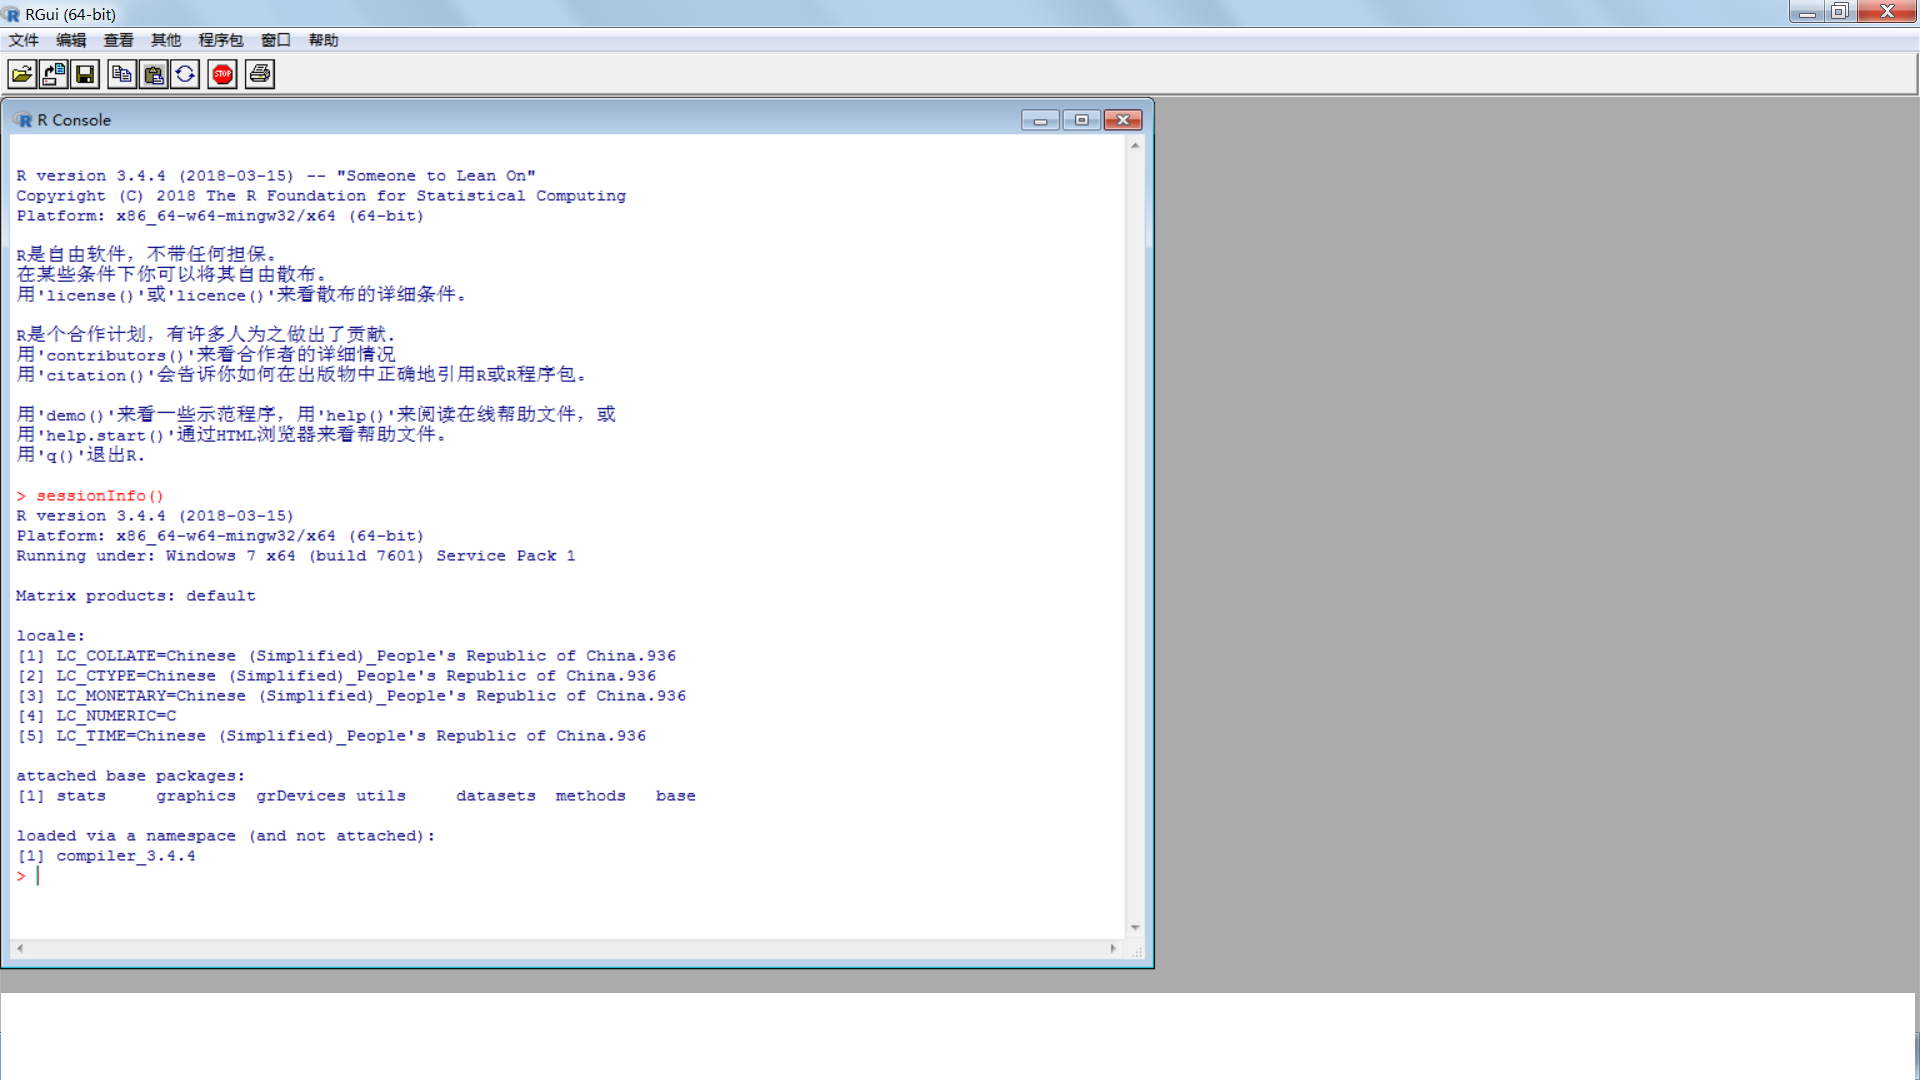 RGui (64-bit)
文件 编辑 查看 其他 程序包 窗口 帮助
STOP
R Console
R version 3.4.4 (2018-03-15) -- "Someone to Lean On"
Copyright (C) 2018 The R Foundation for Statistical Computing
Platform: x86_64-w64-mingw32/x64 (64-bit)
R是自由软件，不带任何担保。
在某些条件下你可以将其自由散布。
用'license()'或'licence()'来看散布的详细条件。
R是个合作计划，有许多人为之做出了贡献.
用'contributors()'来看合作者的详细情况
用'citation()'会告诉你如何在出版物中正确地引用R或R程序包。
用'demo()'来看一些示范程序，用'help()'来阅读在线帮助文件，或
用'help.start()'通过HTML浏览器来看帮助文件。
用'q()'退出R.
> sessionInfo()
R version 3.4.4 (2018-03-15)
Platform: x86_64-w64-mingw32/x64 (64-bit)
Running under: Windows 7 x64 (build 7601) Service Pack 1
Matrix products: default
locale:
[1] LC_COLLATE=Chinese (Simplified)_People's Republic of China.936
[2] LC_CTYPE=Chinese (Simplified)_People's Republic of China.936
[3] LC_MONETARY=Chinese (Simplified)_People's Republic of China.936
[4] LC_NUMERIC=C
[5] LC_TIME=Chinese (Simplified)_People's Republic of China.936
attached base packages:
[1] stats     graphics  grDevices utils     datasets  methods   base
loaded via a namespace (and not attached):
[1] compiler_3.4.4
>